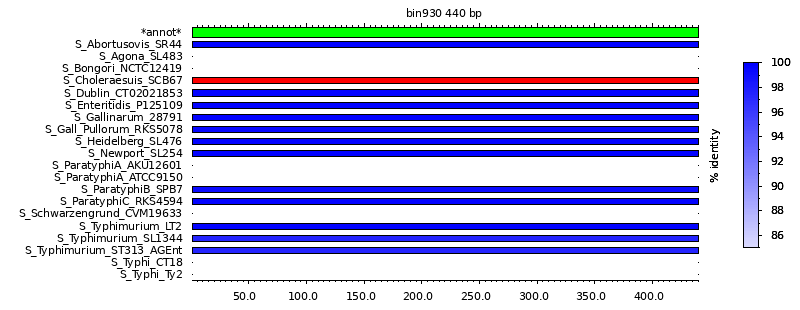 bin930 440 bp
*annot*
S_Abortusovis_SR44
S_Agona_SL483
S_Bongori_NCTC12419
S_Choleraesuis_SCB67
S_Dublin_CT02021853
S_Enteritidis_P125109
S_Gallinarum_28791
S_Gall_Pullorum_RKS5078
S_Heidelberg_SL476
S_Newport_SL254
S_ParatyphiA_AKU12601
S_ParatyphiA_ATCC9150
S_ParatyphiB_SPB7
S_ParatyphiC_RKS4594
S_Schwarzengrund_CVM19633
S_Typhimurium_LT2
S_Typhimurium_SL1344
S_Typhimurium_ST313_AGEnt
S_Typhi_CT18
S_Typhi_Ty2
50.0 100.0 150.0 200.0 250.0 300.0 350.0 400.0
% identity
100
98
96
94
92
90
88
86